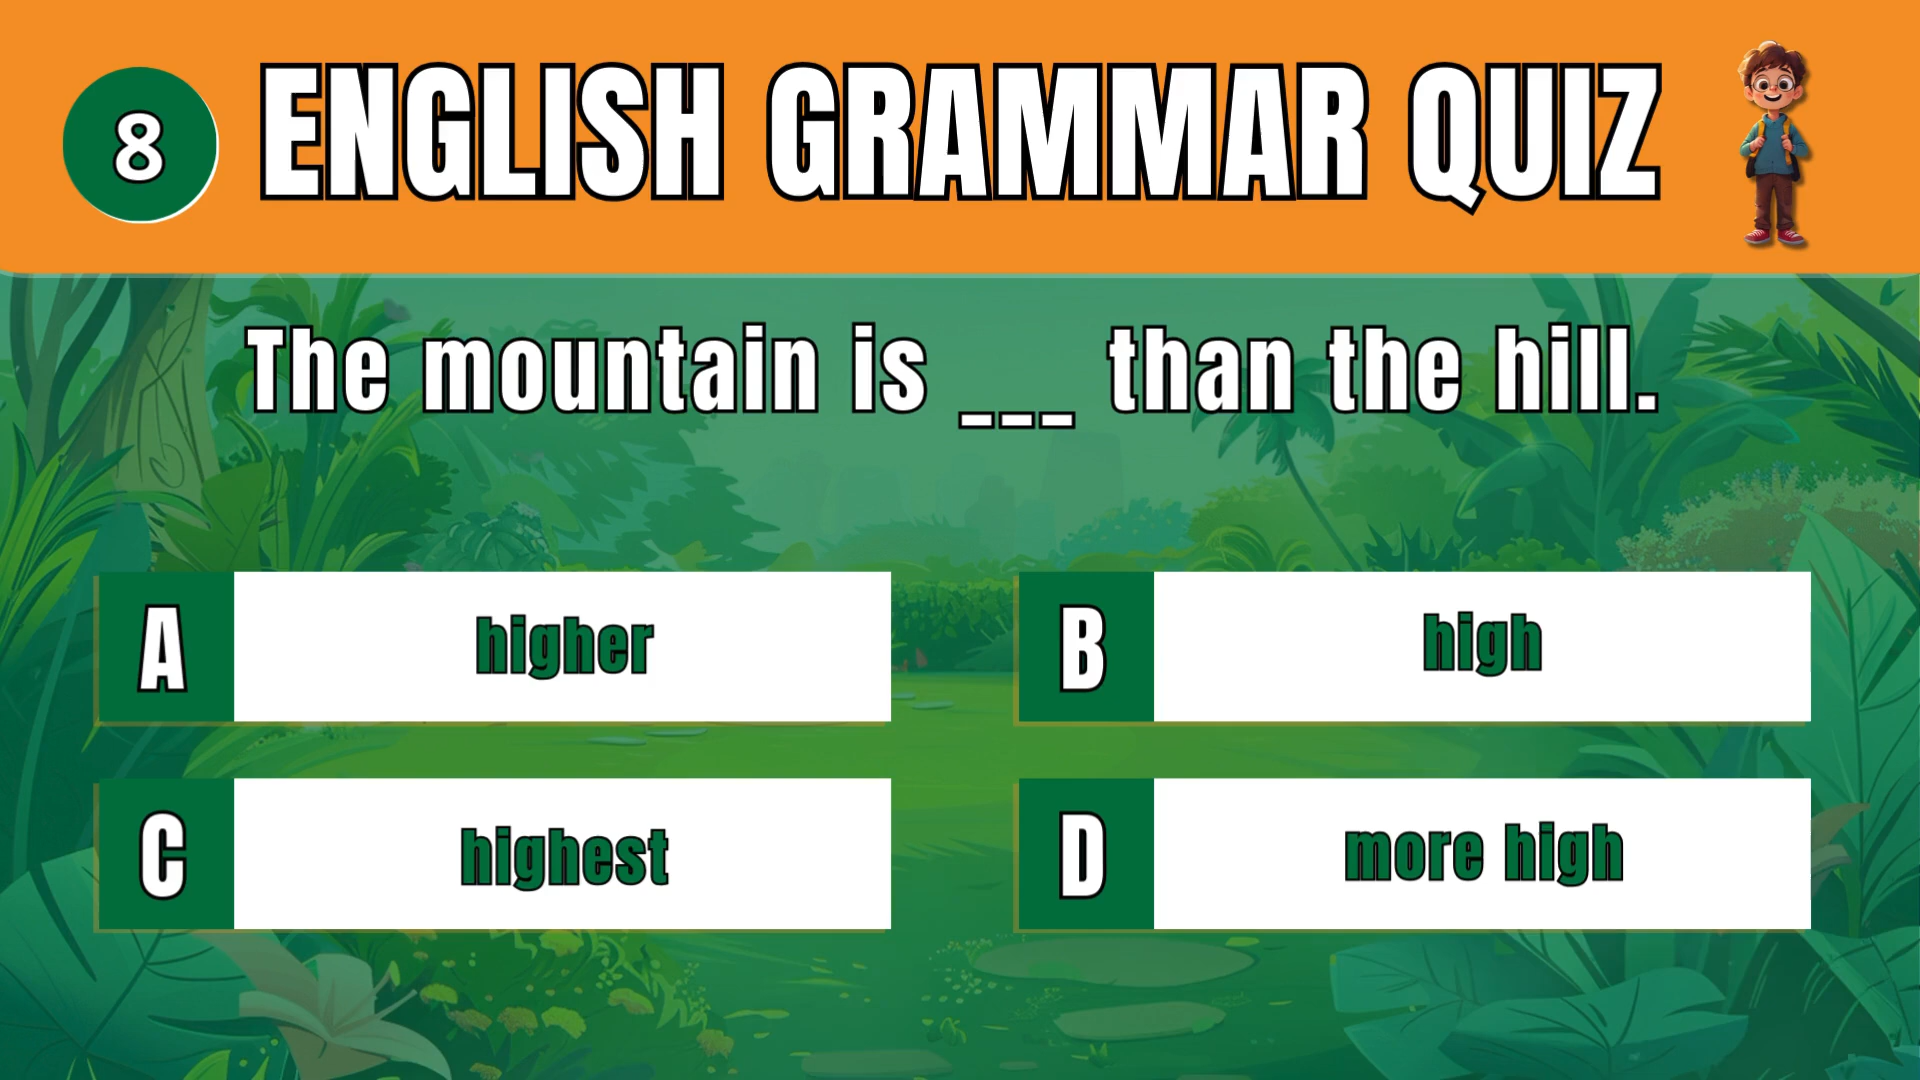 8
ENGLISH GRAMMAR QUIZ
The mountain is ___ than the hill.
A
higher
B
high
C
highest
D
more high